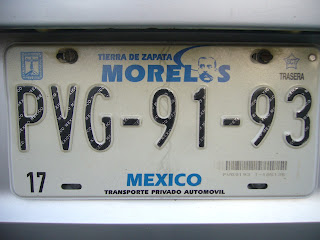 TIERRA DE ZAPATA
MORELOS
TRASERA
PVG-91-93
17
MEXICO
TRANSPORTE PRIVADO AUTOMOVIL